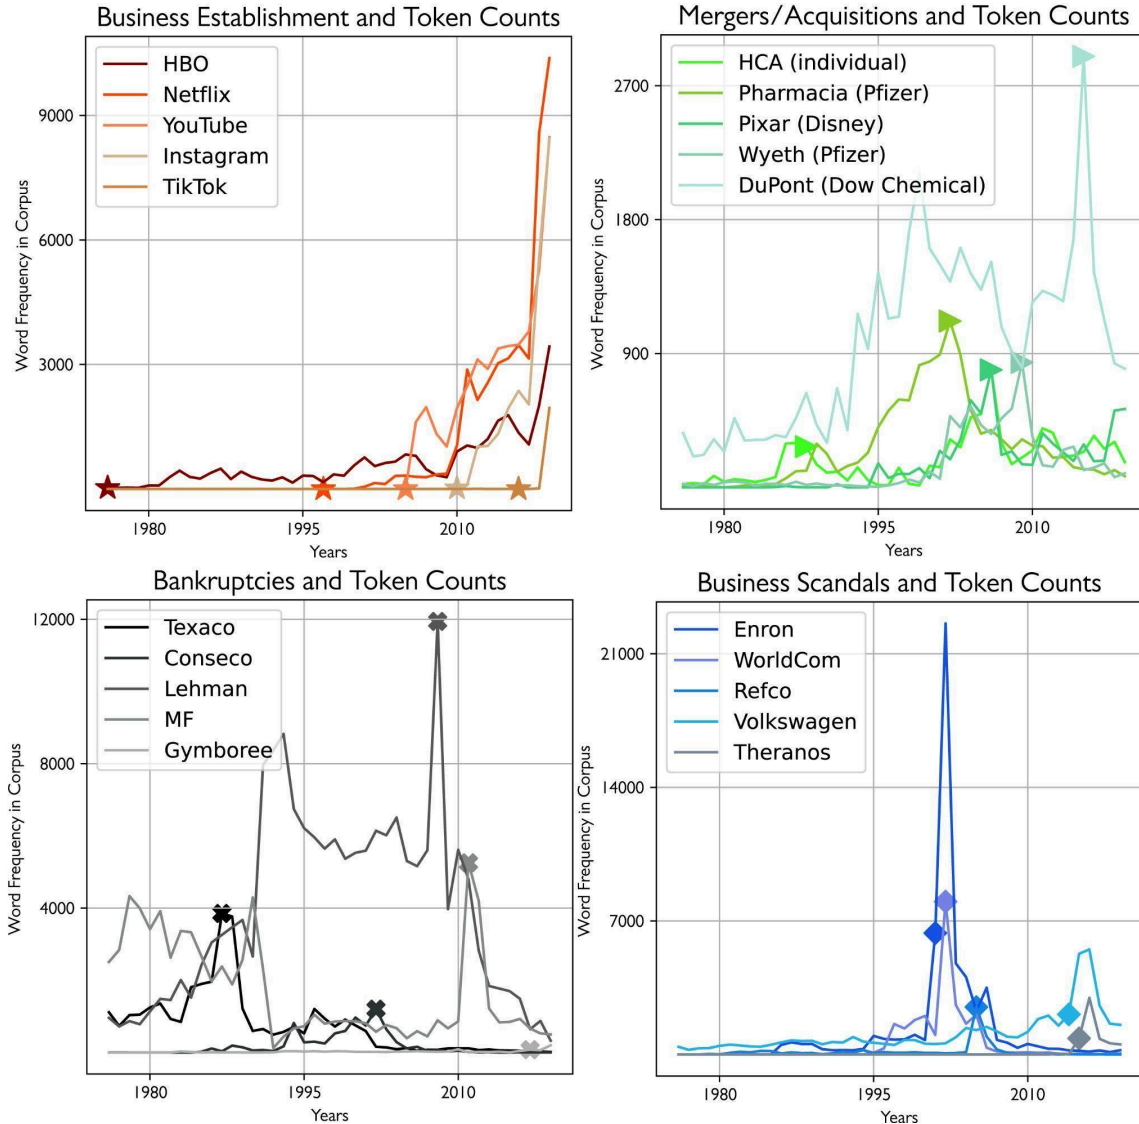 Business Establishment and Token Counts
HBO
Netflix
YouTube
Instagram
TikTok
9000
6000
3000
Word Frequency in Corpus
1980
1995
2010
Years
Mergers/Acquisitions and Token Counts
HCA (individual)
Pharmacia (Pfizer)
Pixar (Disney)
Wyeth (Pfizer)
DuPont (Dow Chemical)
2700
1800
900
Word Frequency in Corpus
1980
1995
2010
Years
Bankruptcies and Token Counts
Texaco
Conseco
Lehman
MF
Gymboree
12000
8000
4000
Word Frequency in Corpus
1980
1995
2010
Years
Business Scandals and Token Counts
Enron
WorldCom
Refco
Volkswagen
Theranos
21000
14000
7000
Word Frequency in Corpus
1980
1995
2010
Years